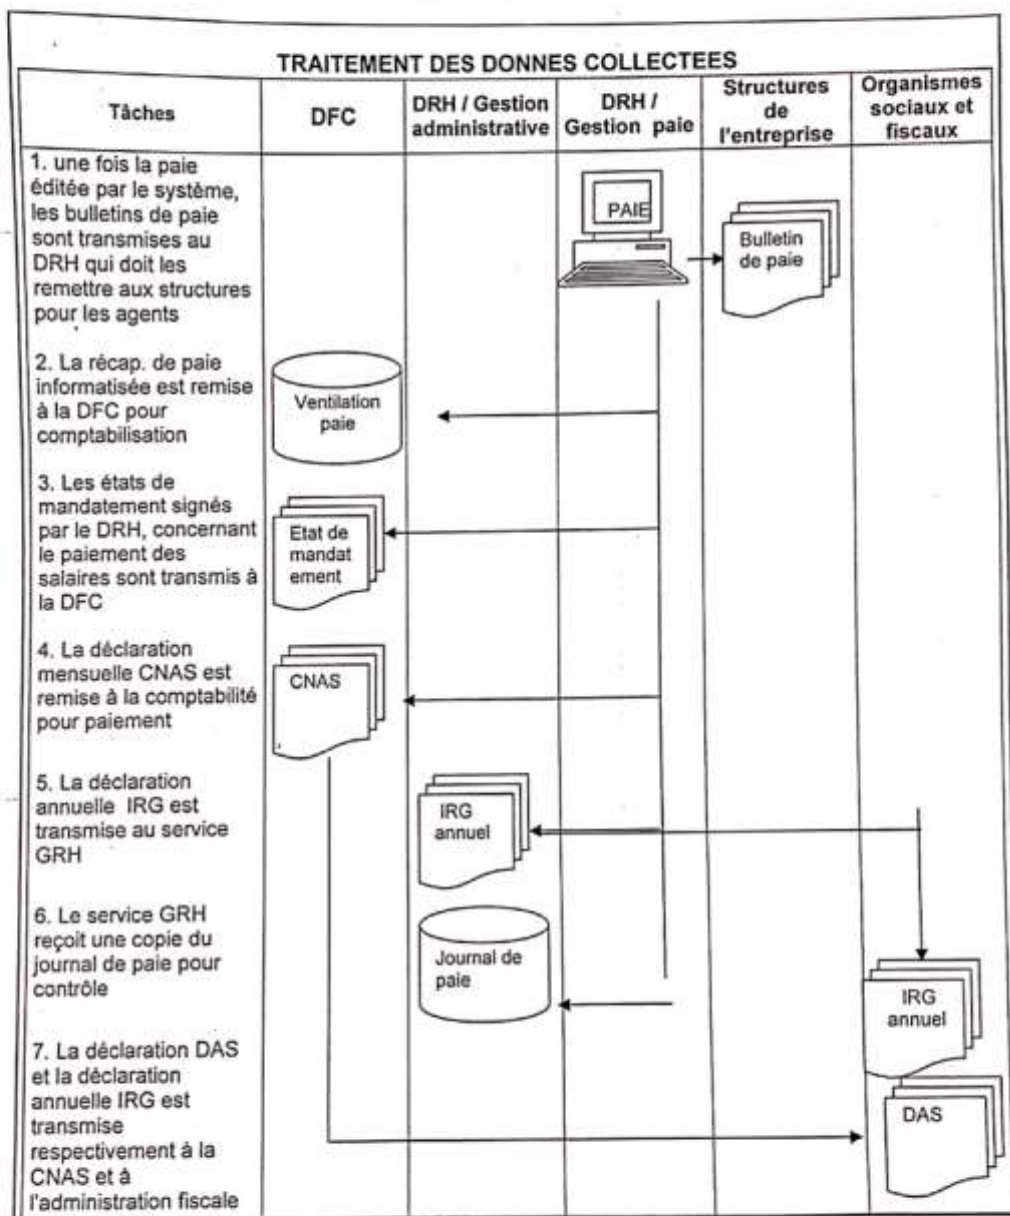 TRAITEMENT DES DONNES COLLECTEES
Tâches
DFC
DRH / Gestion
administrative
DRH /
Gestion paie
Structures
de
l'entreprise
Organismes
sociaux et
fiscaux
1. une fois la paie
éditée par le système,
les bulletins de paie
sont transmises au
DRH qui doit les
remettre aux structures
pour les agents
PAIE
Bulletin
de paie
2. La récap. de paie
informatisée est remise
à la DFC pour
comptabilisation
Ventilation
paie
3. Les états de
mandatement signés
par le DRH, concernant
le paiement des
salaires sont transmis à
la DFC
Etat de
mandat
ement
4. La déclaration
mensuelle CNAS est
remise à la comptabilité
pour paiement
CNAS
5. La déclaration
annuelle IRG est
transmise au service
GRH
IRG
annuel
6. Le service GRH
reçoit une copie du
journal de paie pour
contrôle
Journal de
paie
IRG
annuel
7. La déclaration DAS
et la déclaration
annuelle IRG est
transmise
respectivement à la
CNAS et à
l'administration fiscale
DAS